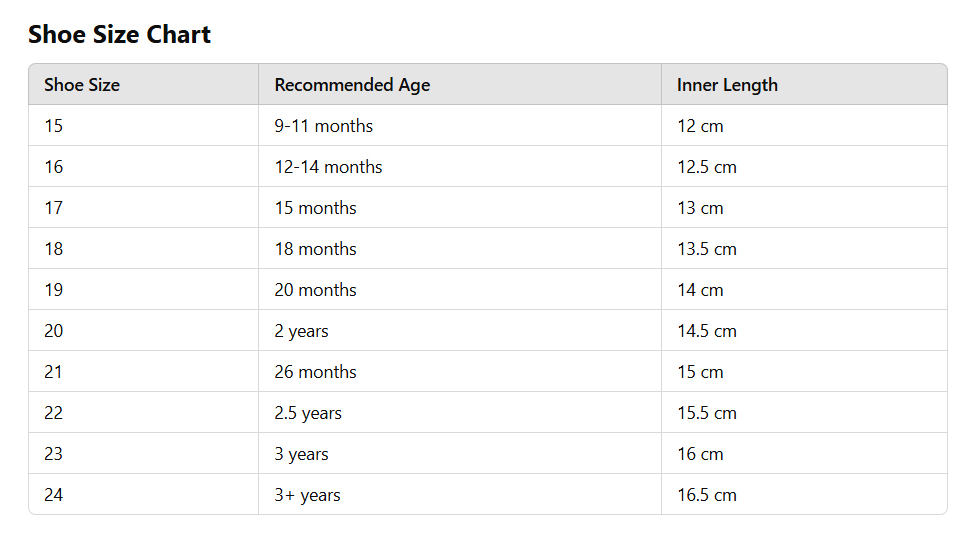 Shoe Size Chart
Shoe Size Recommended Age Inner Length
15 9-11 months 12 cm
16 12-14 months 12.5 cm
17 15 months 13 cm
18 18 months 13.5 cm
19 20 months 14 cm
20 2 years 14.5 cm
21 26 months 15 cm
22 2.5 years 15.5 cm
23 3 years 16 cm
24 3+ years 16.5 cm